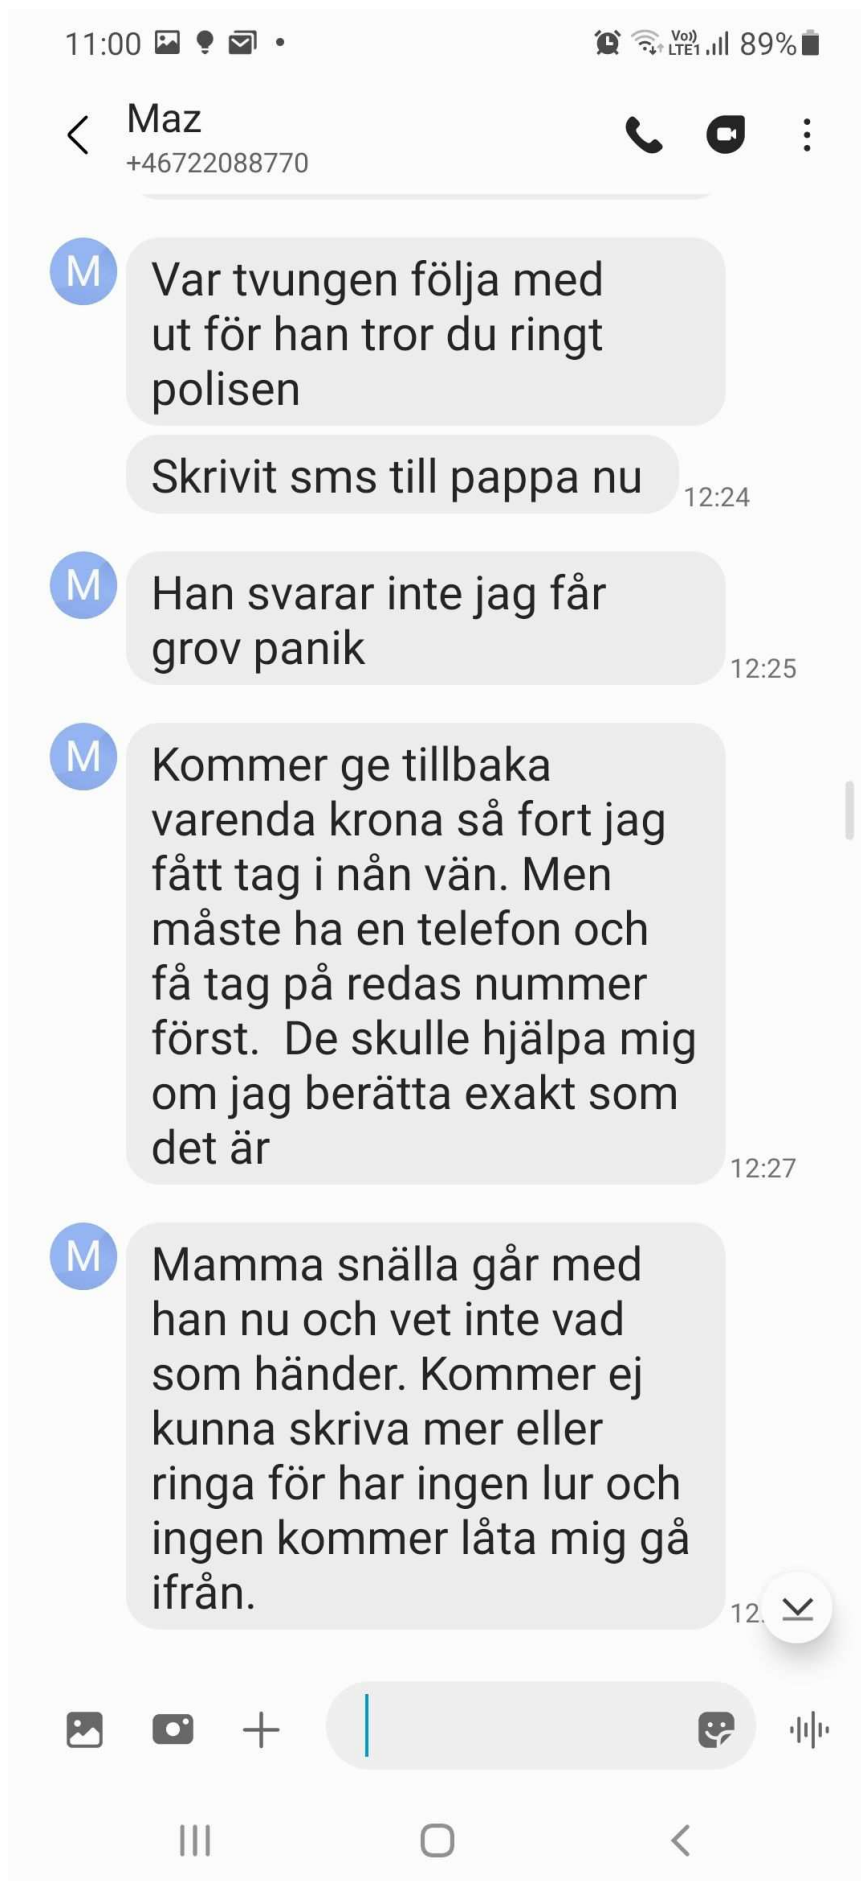 11:00
Vo))
LTE1
89%
Maz
+46722088770
M
Var tvungen följa med
ut för han tror du ringt
polisen
Skrivit sms till pappa nu
12:24
M
Han svarar inte jag får
grov panik
12:25
M
Kommer ge tillbaka
varenda krona så fort jag
fått tag i nån vän. Men
måste ha en telefon och
få tag på redas nummer
först.  De skulle hjälpa mig
om jag berätta exakt som
det är
12:27
M
Mamma snälla går med
han nu och vet inte vad
som händer. Kommer ej
kunna skriva mer eller
ringa för har ingen lur och
ingen kommer låta mig gå
ifrån.
12: